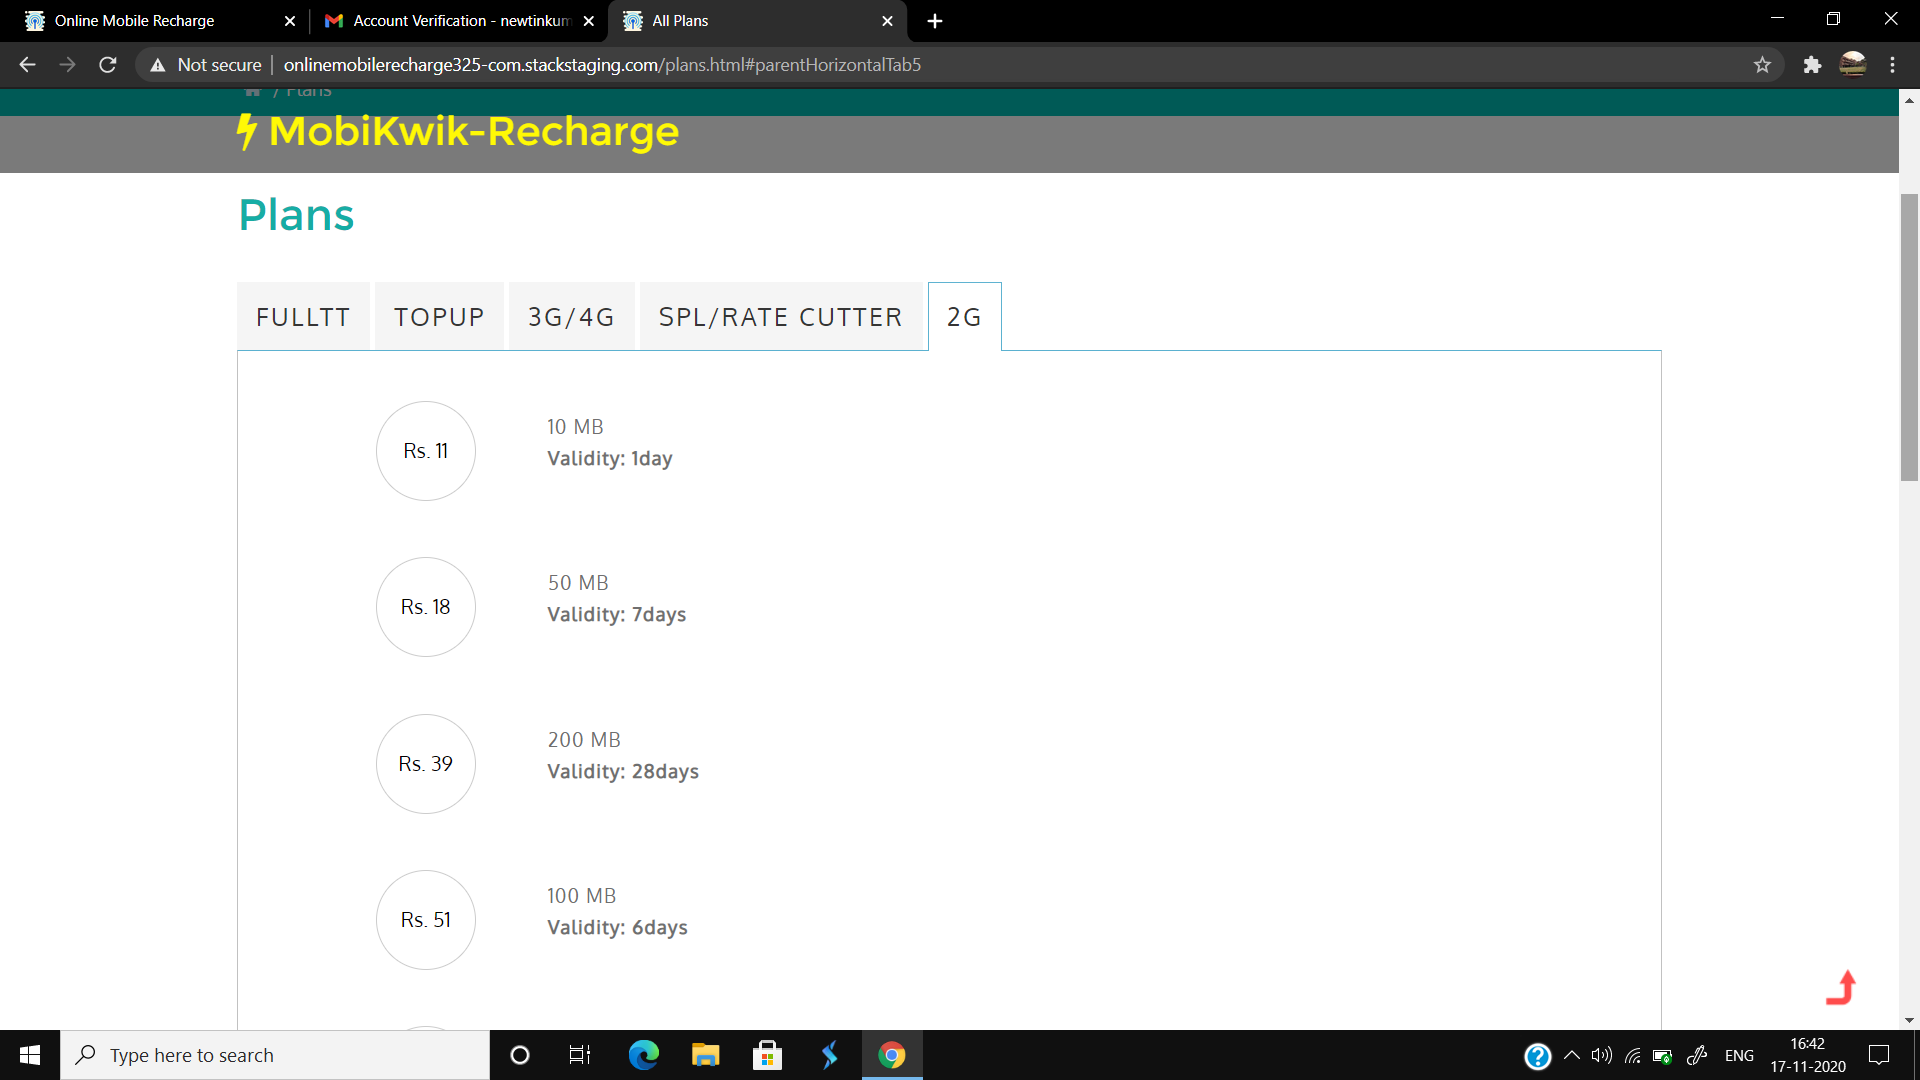 Online Mobile Recharge
Account Verification - newtinkum
All Plans
Not secure
onlinemobilerecharge325-com.stackstaging.com/plans.html#parentHorizontalTab5
/ Plans
MobiKwik-Recharge
Plans
FULLTT
TOPUP
3G/4G
SPL/RATE CUTTER
2G
Rs. 11
10 MB
Validity: 1day
Rs. 18
50 MB
Validity: 7days
Rs. 39
200 MB
Validity: 28days
Rs. 51
100 MB
Validity: 6days
Type here to search
ENG
16:42
17-11-2020